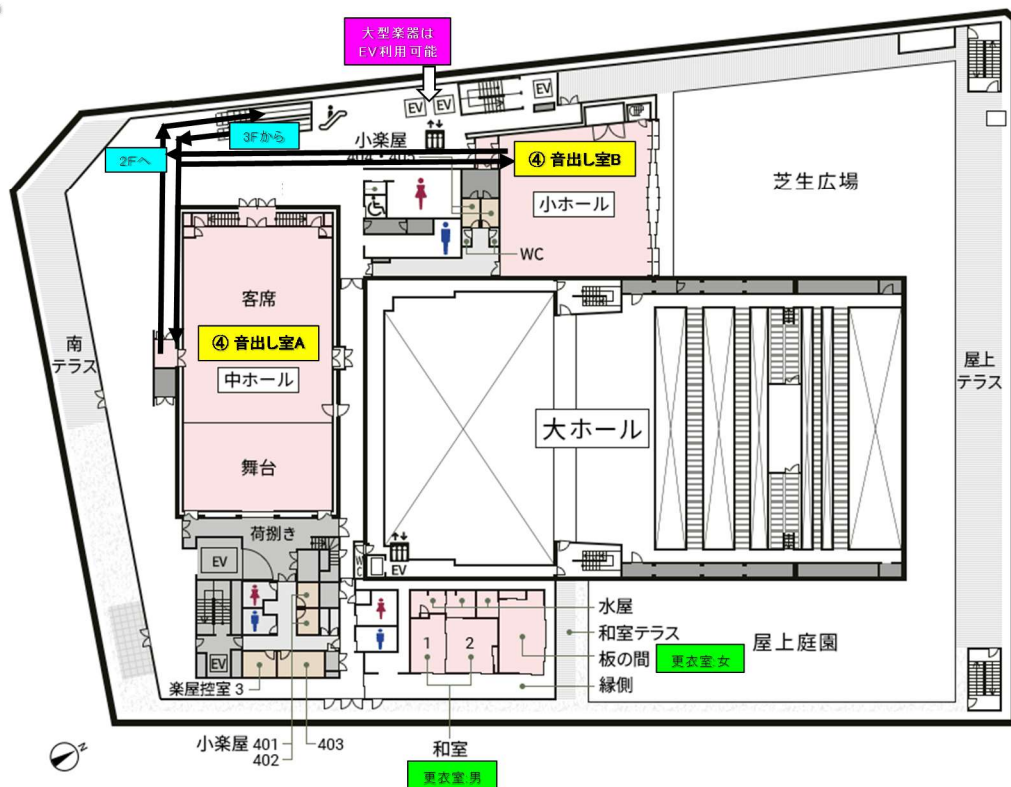 大型楽器は
EV利用可能
EV
EV
EV
3Fから
2Fへ
小楽屋
404・405
④ 音出し室B
小ホール
芝生広場
WC
客席
④ 音出し室A
中ホール
南
テラス
大ホール
屋上
テラス
舞台
荷捌き
EV
WC
EV
水屋
和室テラス
板の間
縁側
更衣室:女
屋上庭園
1
2
EV
楽屋控室 3
小楽屋 401
402
403
和室
更衣室:男
N